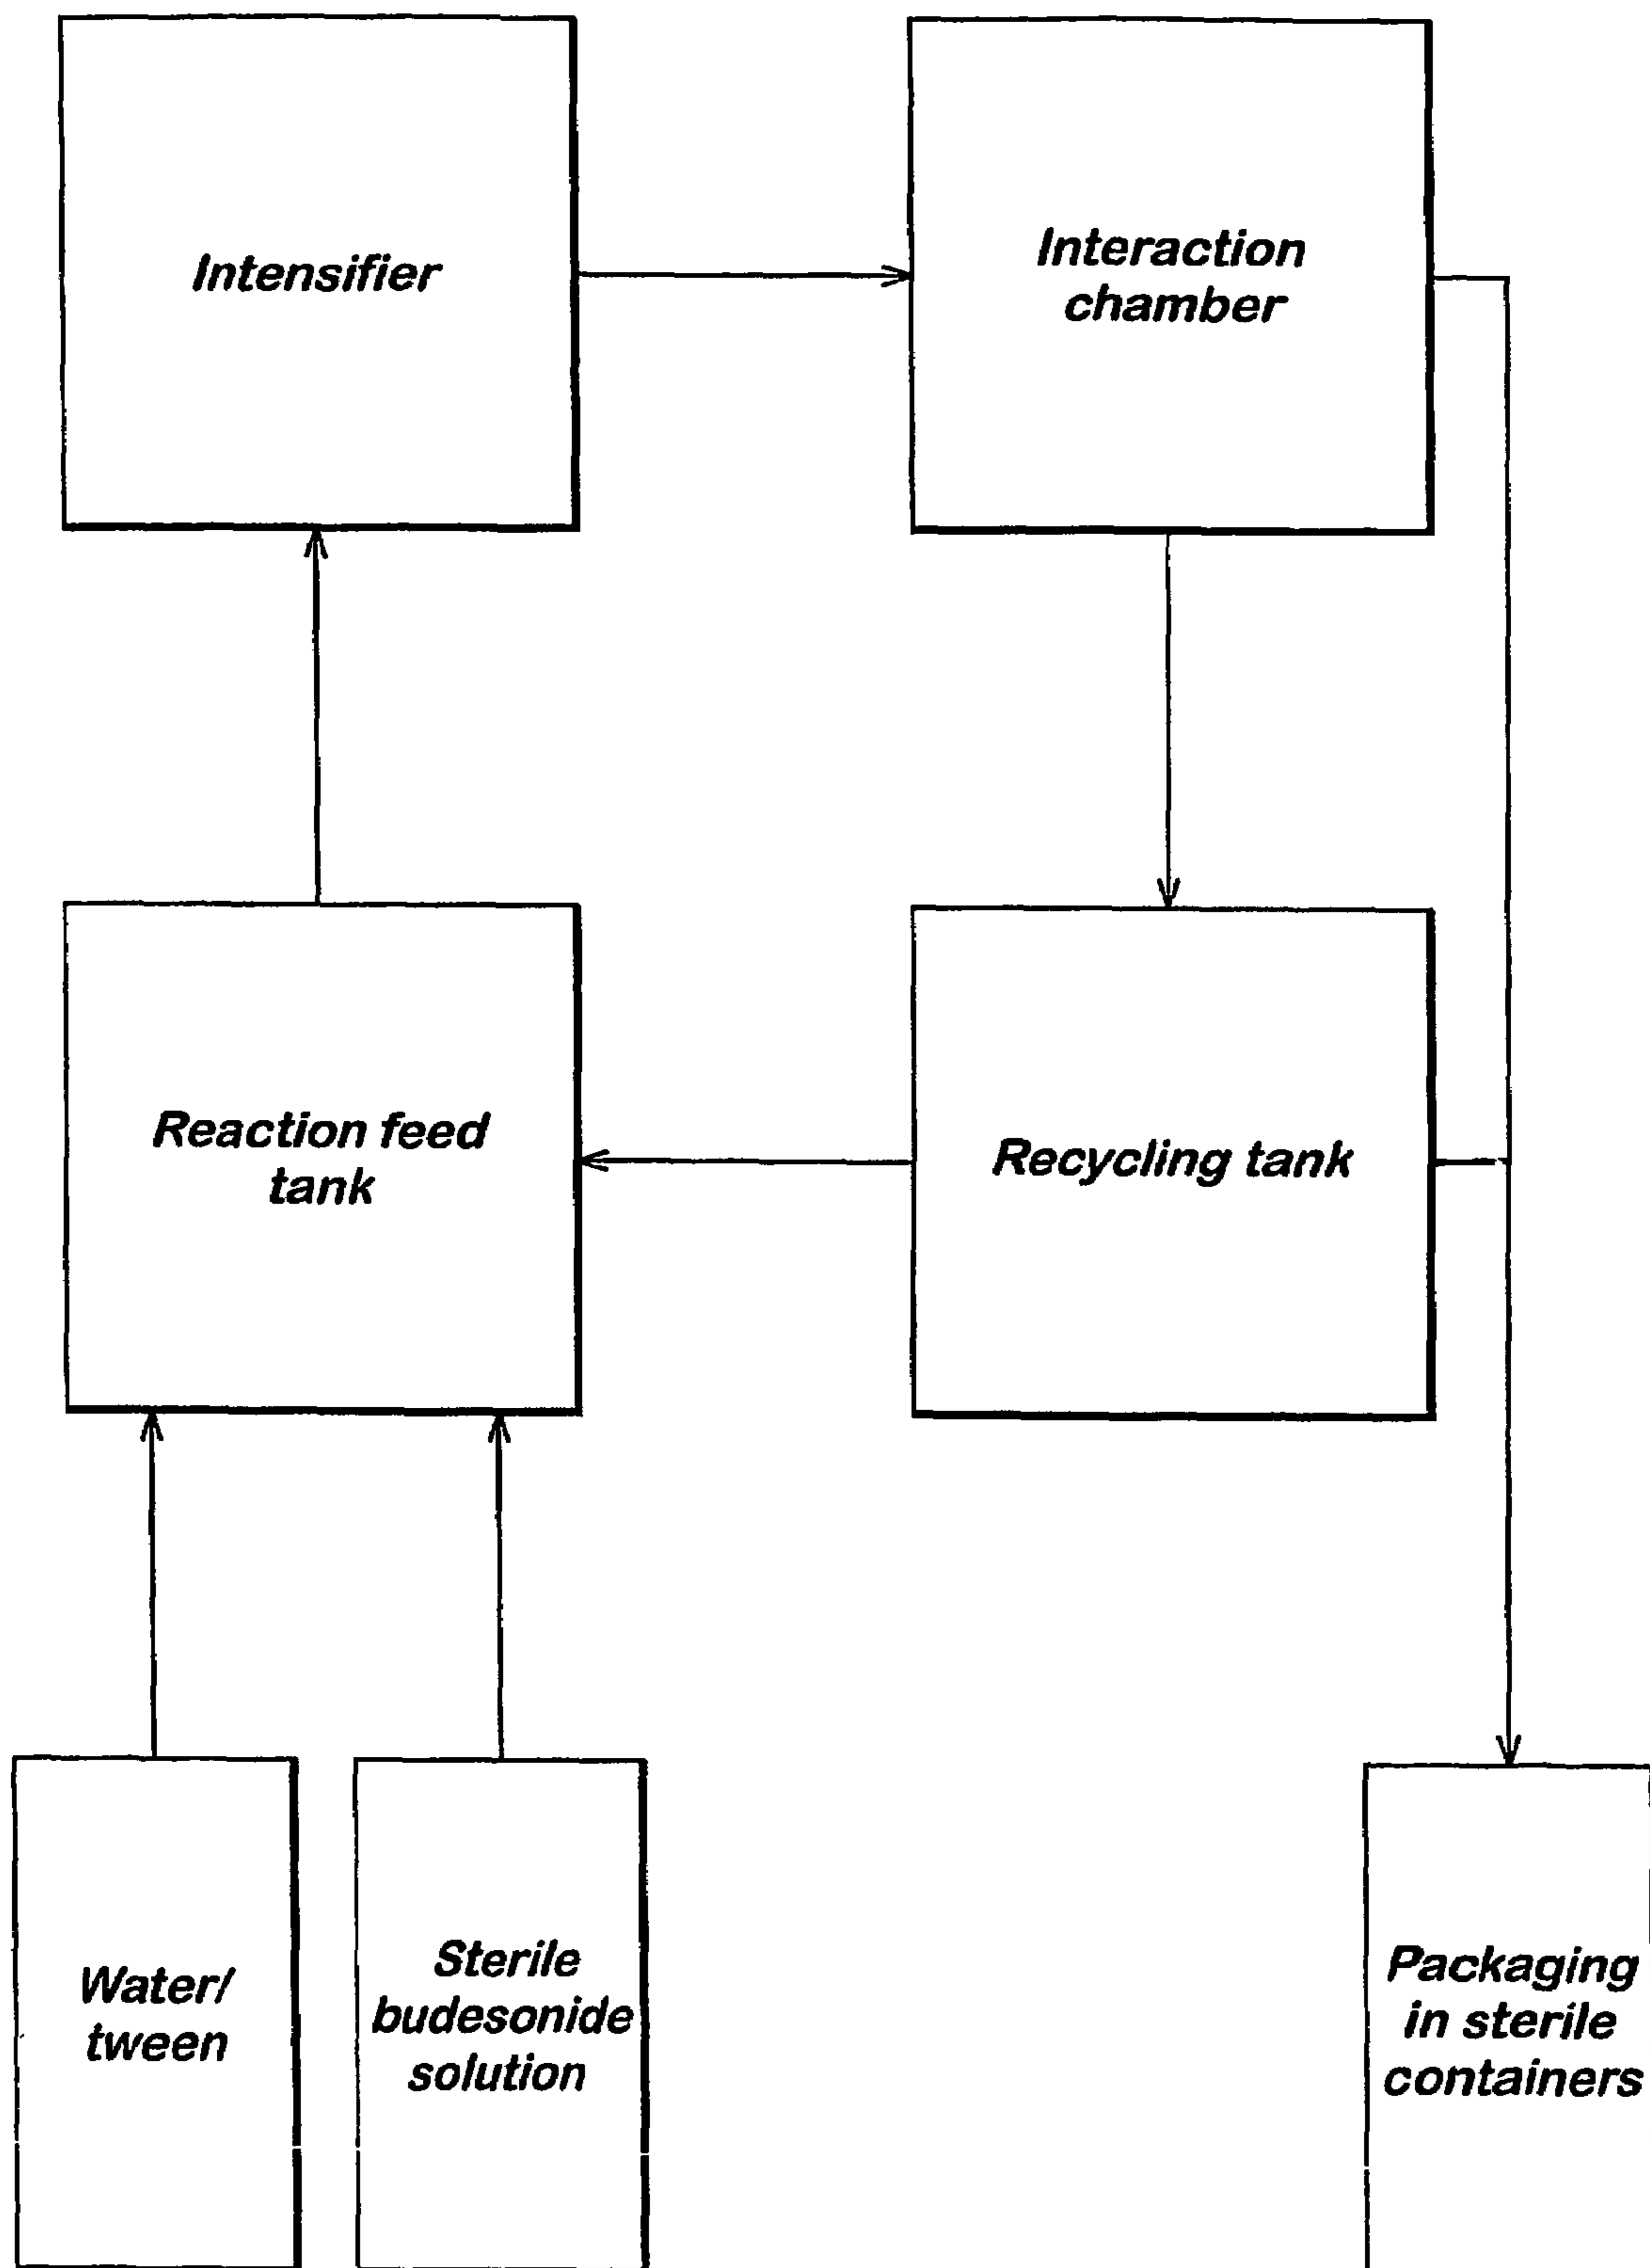 Intensifier
Interaction
chamber
Reaction feed
tank
Recycling tank
Water/
tween
Sterile
budesonide
solution
Packaging
in sterile
containers